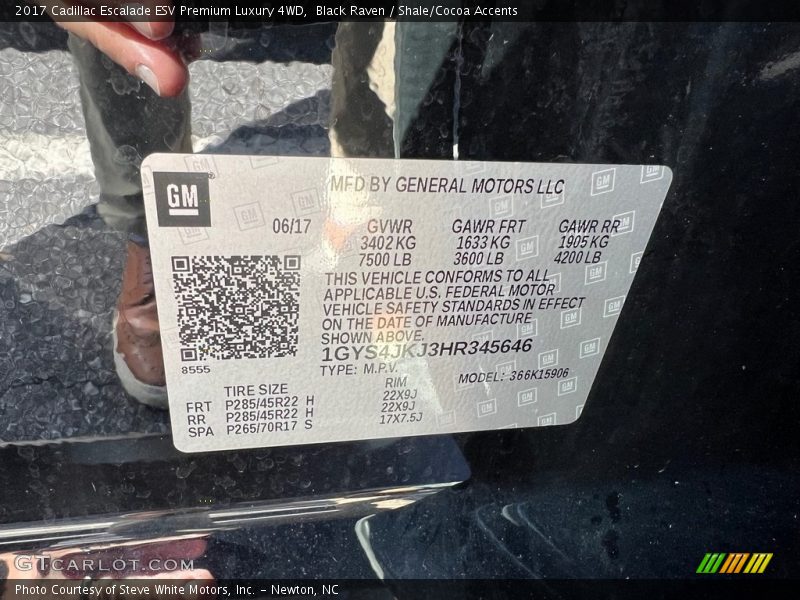 2017 Cadillac Escalade ESV Premium Luxury 4WD, Black Raven / Shale/Cocoa Accents
GM
MFD BY GENERAL MOTORS LLC
06/17 GVWR GAWR FRT GAWR RR
3402 KG 1633 KG 1905 KG
7500 LB 3600 LB 4200 LB
THIS VEHICLE CONFORMS TO ALL
APPLICABLE U.S. FEDERAL MOTOR
VEHICLE SAFETY STANDARDS IN EFFECT
ON THE DATE OF MANUFACTURE
SHOWN ABOVE.
1GYS4JKJ3HR345646
8555
TYPE: M.P.V. MODEL: 366K15906
TIRE SIZE RIM
FRT P285/45R22 H 22X9J
RR P285/45R22 H 22X9J
SPA P265/70R17 S 17X7.5J
GTCARLOT.COM
Photo Courtesy of Steve White Motors, Inc. – Newton, NC